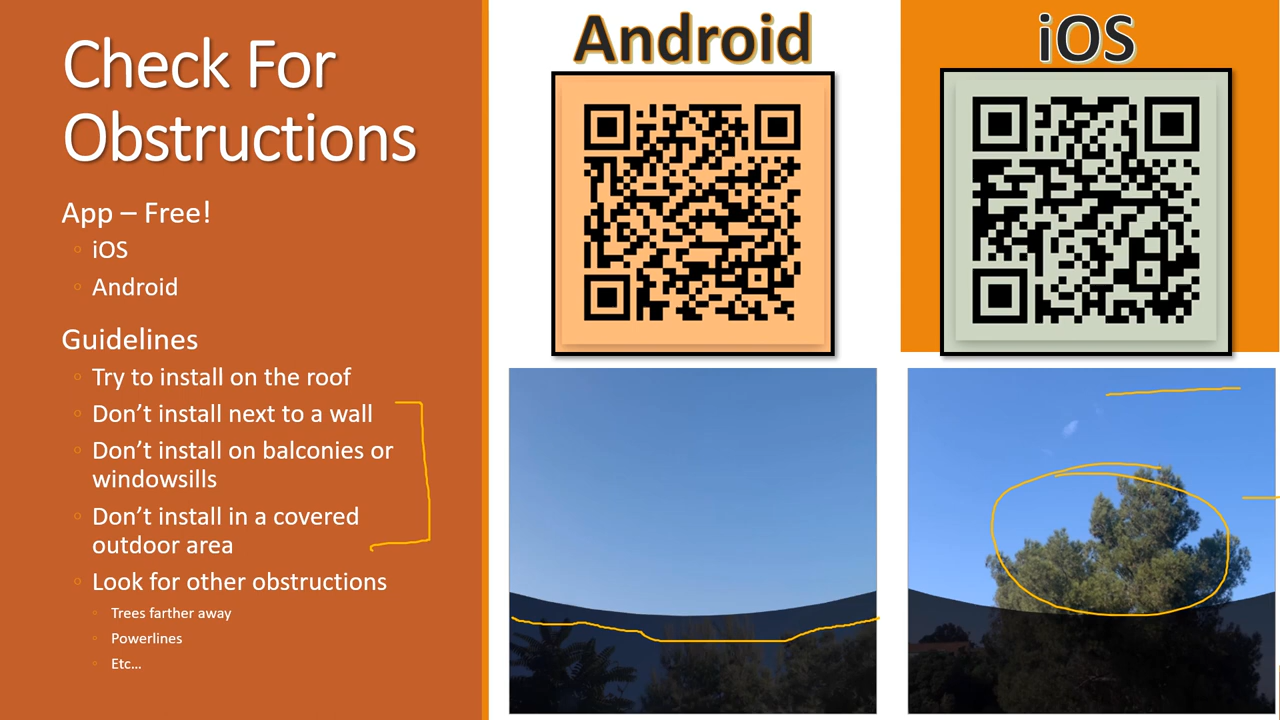 Check For
Obstructions
App – Free!
iOS
Android
Guidelines
Try to install on the roof
Don’t install next to a wall
Don’t install on balconies or
windowsills
Don’t install in a covered
outdoor area
Look for other obstructions
Trees farther away
Powerlines
Etc…
Android
iOS